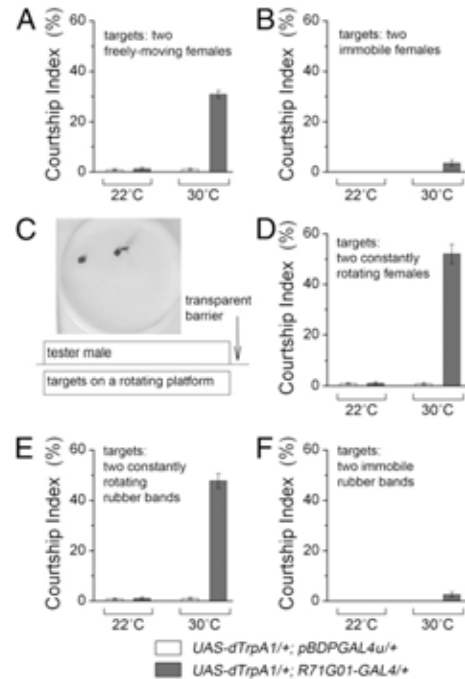 A
60
40
20
0
Courtship Index (%)
targets: two
freely-moving females
22°C
30°C
B
60
40
20
0
Courtship Index (%)
targets: two
immobile females
22°C
30°C
C
transparent
barrier
tester male
targets on a rotating platform
D
60
40
20
0
Courtship Index (%)
targets:
two constantly
rotating females
22°C
30°C
E
60
40
20
0
Courtship Index (%)
targets:
two constantly
rotating
rubber bands
22°C
30°C
F
60
40
20
0
Courtship Index (%)
targets:
two immobile
rubber bands
22°C
30°C
UAS-dTrpA1/+; pBDPGAL4u/+
UAS-dTrpA1/+; R71G01-GAL4/+